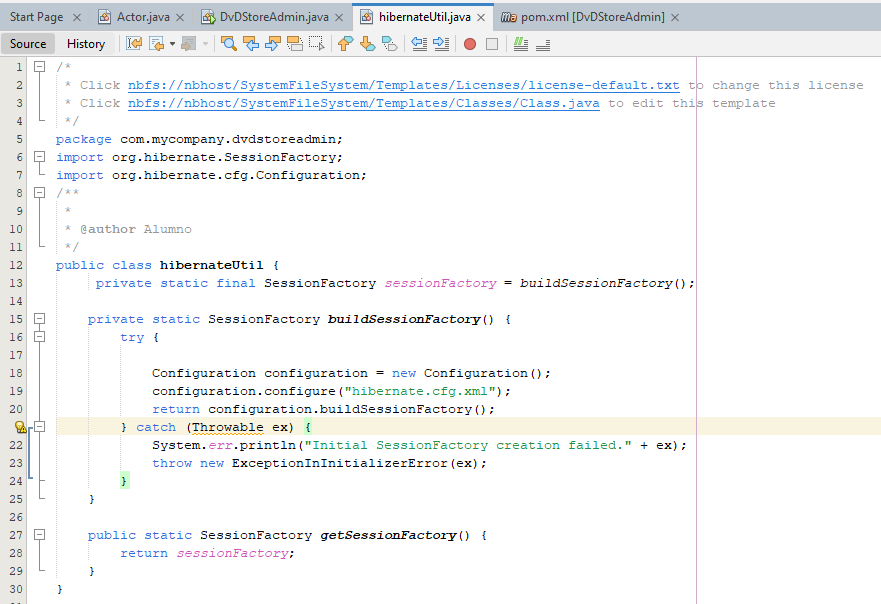 Start Page Actor.java DvDStoreAdmin.java hibernateUtil.java pom.xml [DvDStoreAdmin]
Source History
1 /*
2 * Click nbfs://nbhost/SystemFileSystem/Templates/Licenses/license-default.txt to change this license
3 * Click nbfs://nbhost/SystemFileSystem/Templates/Classes/Class.java to edit this template
4 */
5 package com.mycompany.dvdstoreadmin;
6 import org.hibernate.SessionFactory;
7 import org.hibernate.cfg.Configuration;
8 /**
9 *
10 * @author Alumno
11 */
12 public class hibernateUtil {
13 private static final SessionFactory sessionFactory = buildSessionFactory();
14
15 private static SessionFactory buildSessionFactory() {
16 try {
17
18 Configuration configuration = new Configuration();
19 configuration.configure("hibernate.cfg.xml");
20 return configuration.buildSessionFactory();
} catch (Throwable ex) {
22 System.err.println("Initial SessionFactory creation failed." + ex);
23 throw new ExceptionInInitializerError(ex);
24 }
25 }
26
27 public static SessionFactory getSessionFactory() {
28 return sessionFactory;
29 }
30 }